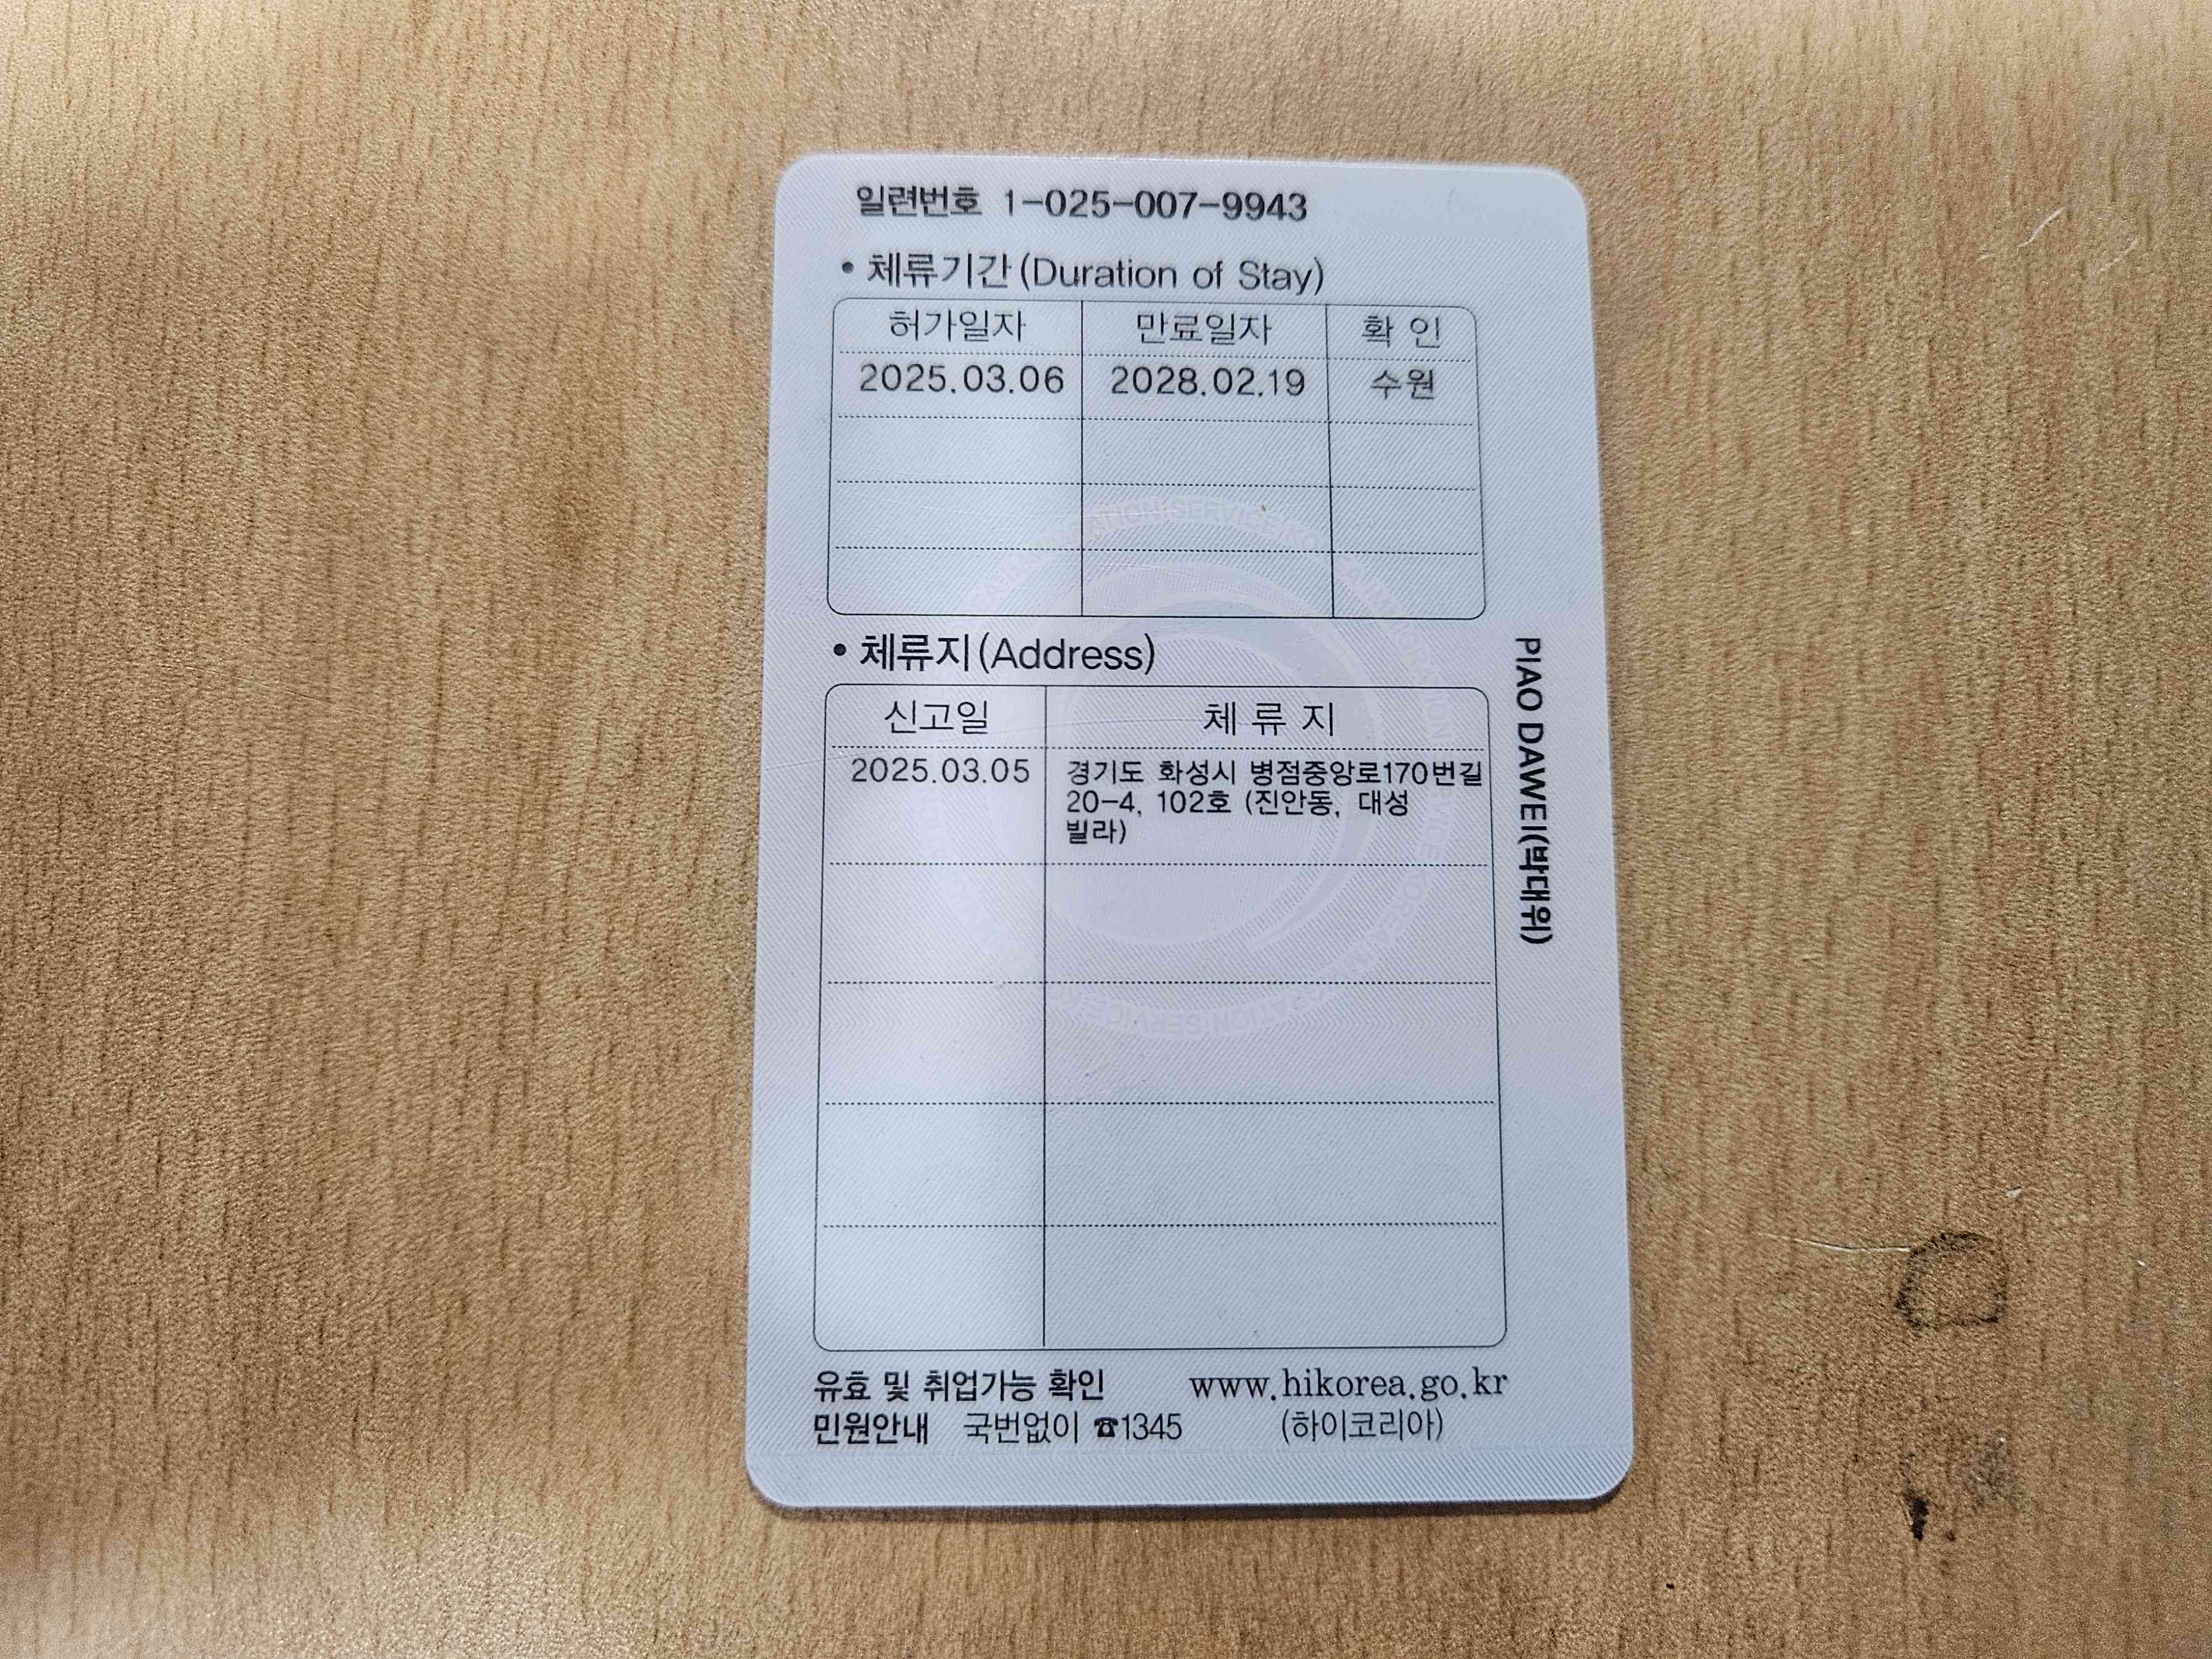 일련번호 1-025-007-9943
• 체류기간(Duration of Stay)
허가일자 만료일자 확 인
2025.03.06 2028.02.19 수원
• 체류지(Address)
신고일 체 류 지
2025.03.05 경기도 화성시 병점중앙로170번길
20-4, 102호 (진안동, 대성
빌라)
PIAO DAWEI(박대위)
유효 및 취업가능 확인 www.hikorea.go.kr
민원안내 국번없이 ☎1345 (하이코리아)